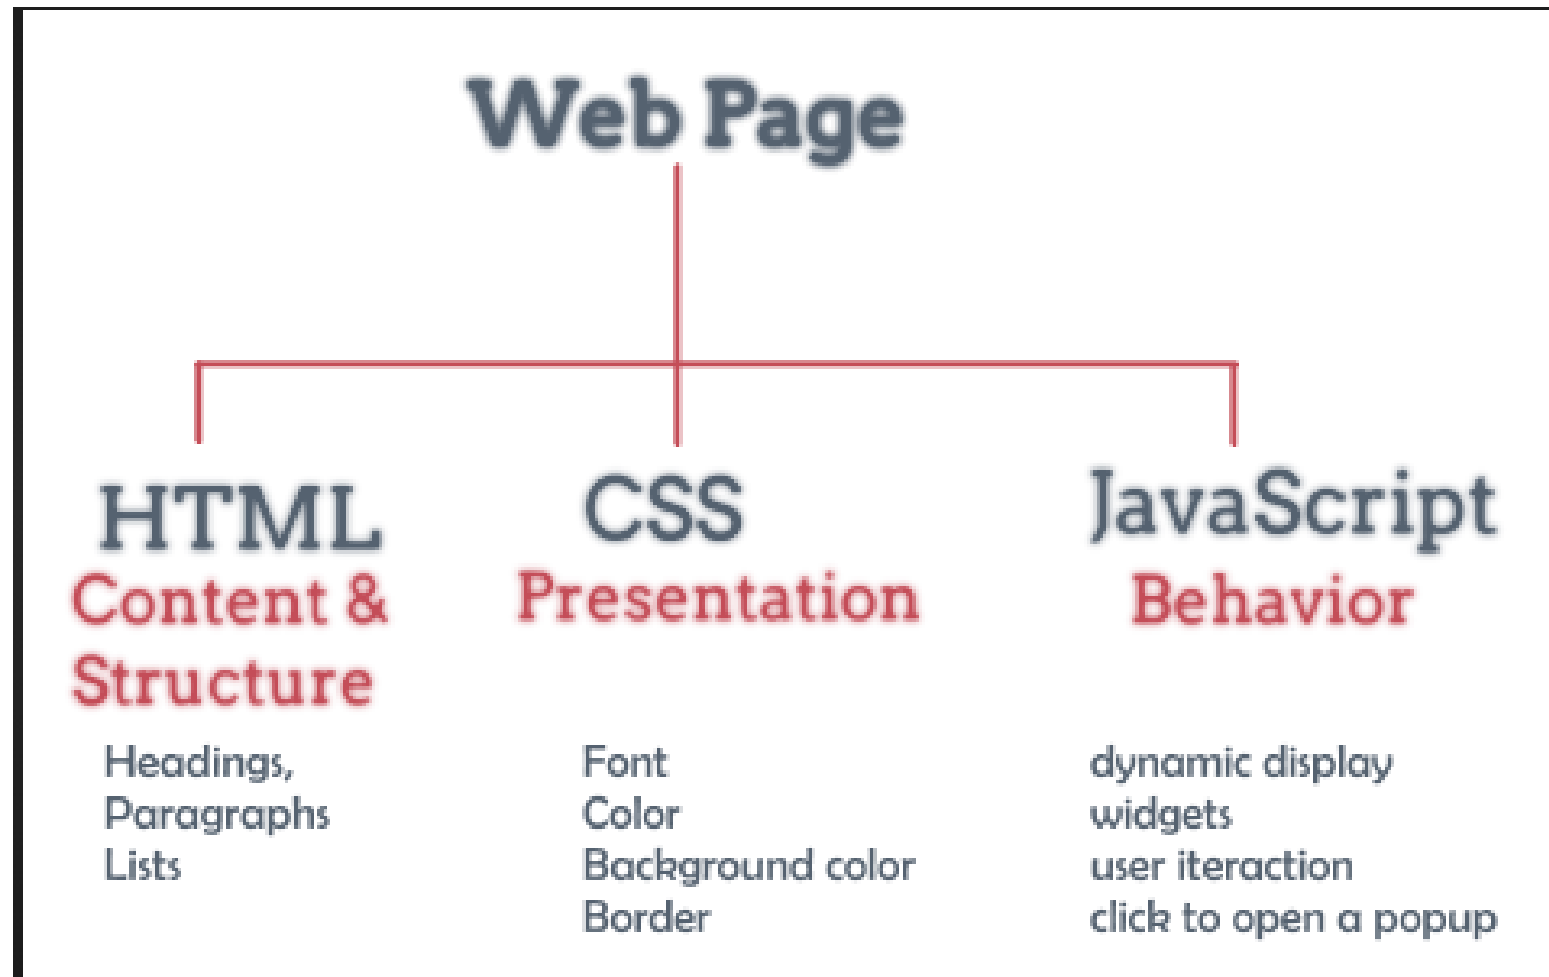 Web Page
HTML
Content &
Structure
Headings,
Paragraphs
Lists
CSS
Presentation
Font
Color
Background color
Border
JavaScript
Behavior
dynamic display
widgets
user iteraction
click to open a popup